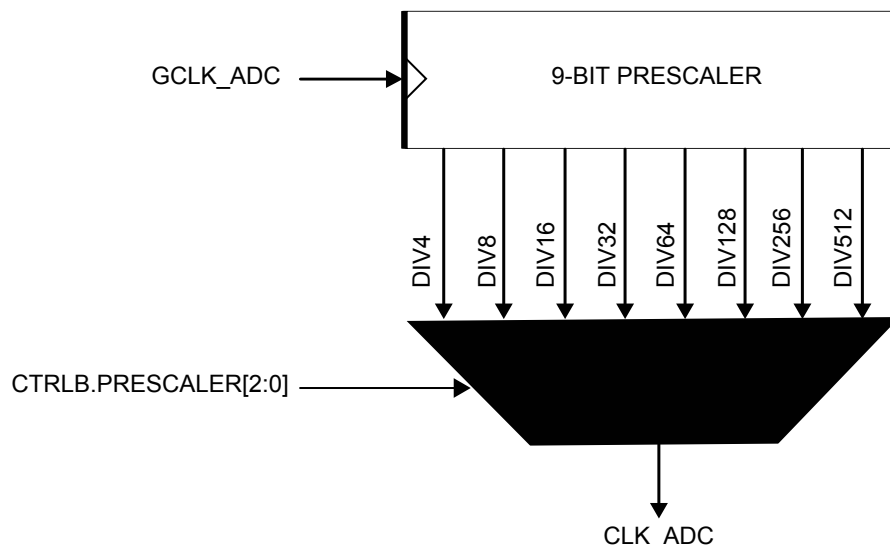 GCLK_ADC
9-BIT PRESCALER
DIV4
DIV8
DIV16
DIV32
DIV64
DIV128
DIV256
DIV512
CTRLB.PRESCALER[2:0]
CLK_ADC